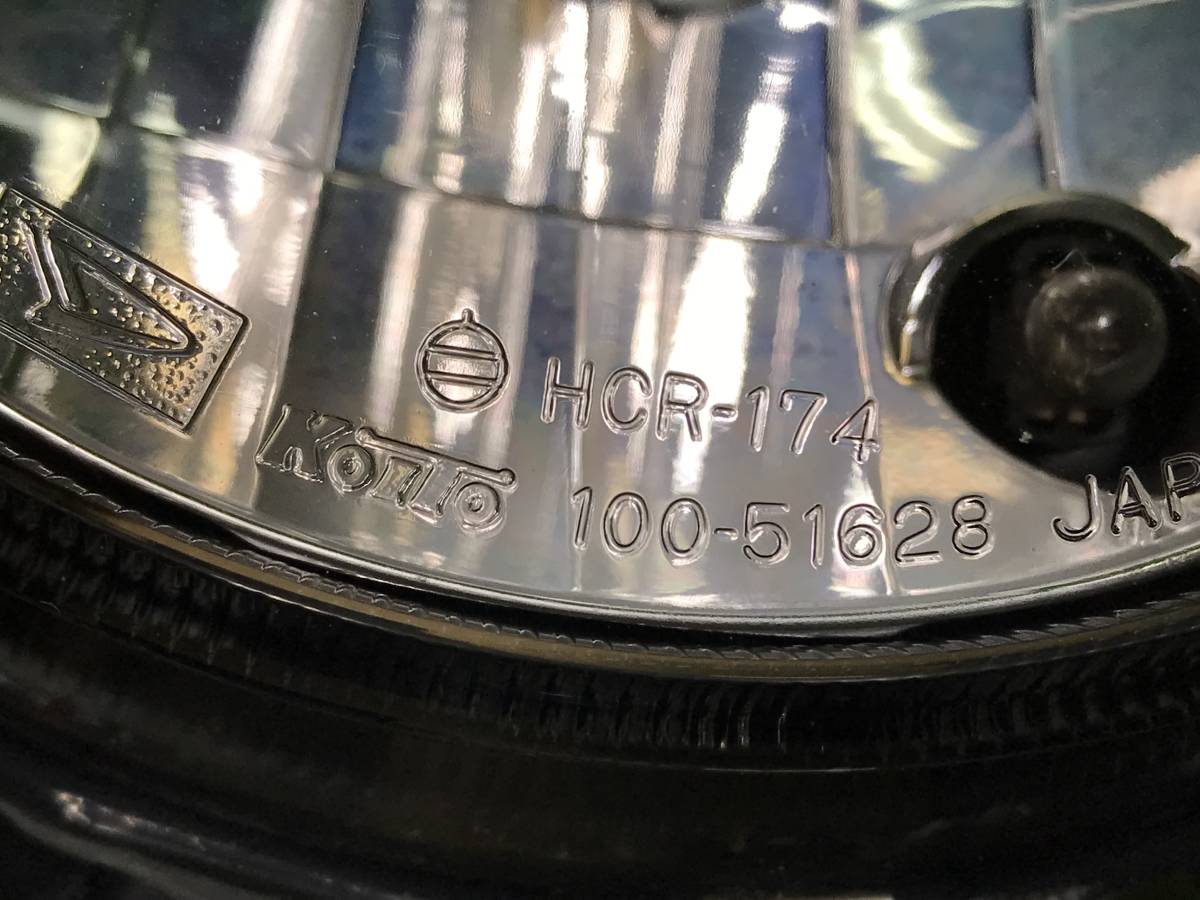 HCR-174
KOITO
100-51628
JAP